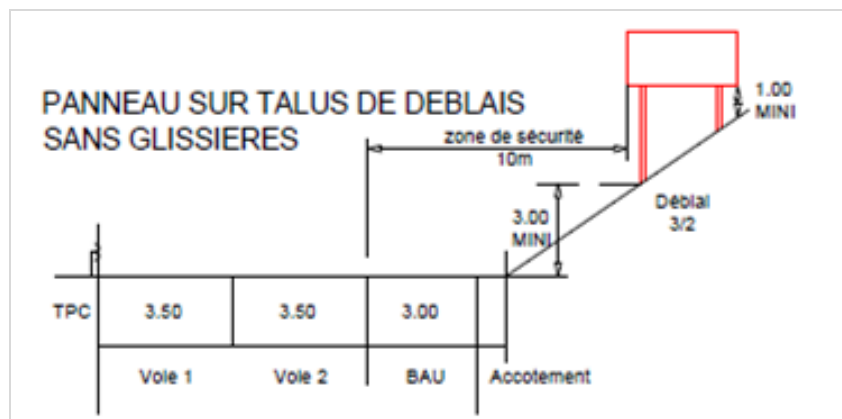 PANNEAU SUR TALUS DE DEBLAIS
SANS GLISSIERES
zone de sécurité
10m
1.00
MINI
3.00
MINI
Déblai
3/2
TPC
3.50
3.50
3.00
Voie 1
Voie 2
BAU
Accotement